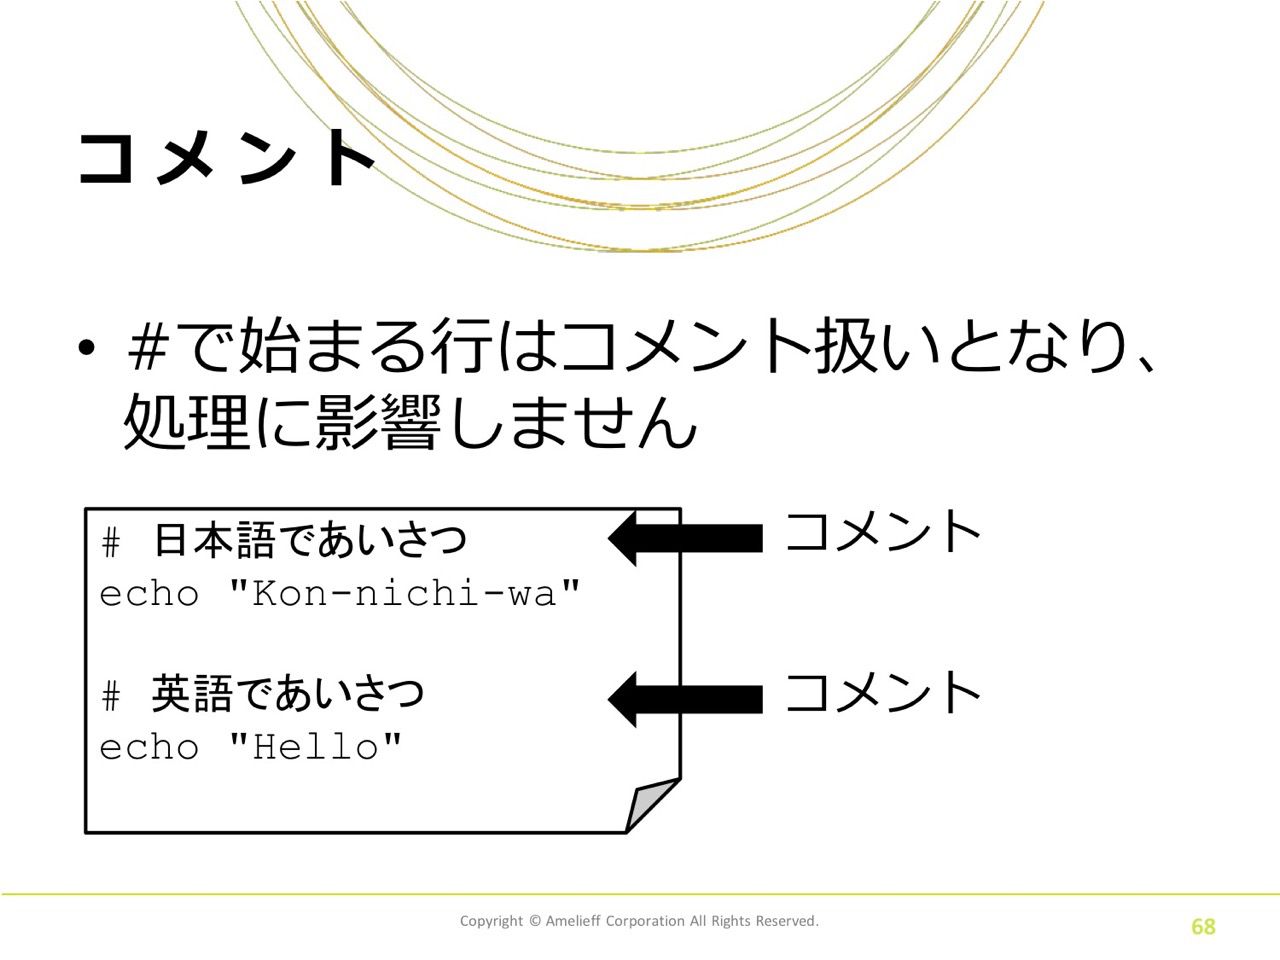 コメント
• #で始まる行はコメント扱いとなり、
処理に影響しません
# 日本語であいさつ
コメント
echo "Kon-nichi-wa"
# 英語であいさつ
コメント
echo "Hello"
Copyright © Amelieff Corporation All Rights Reserved.
68